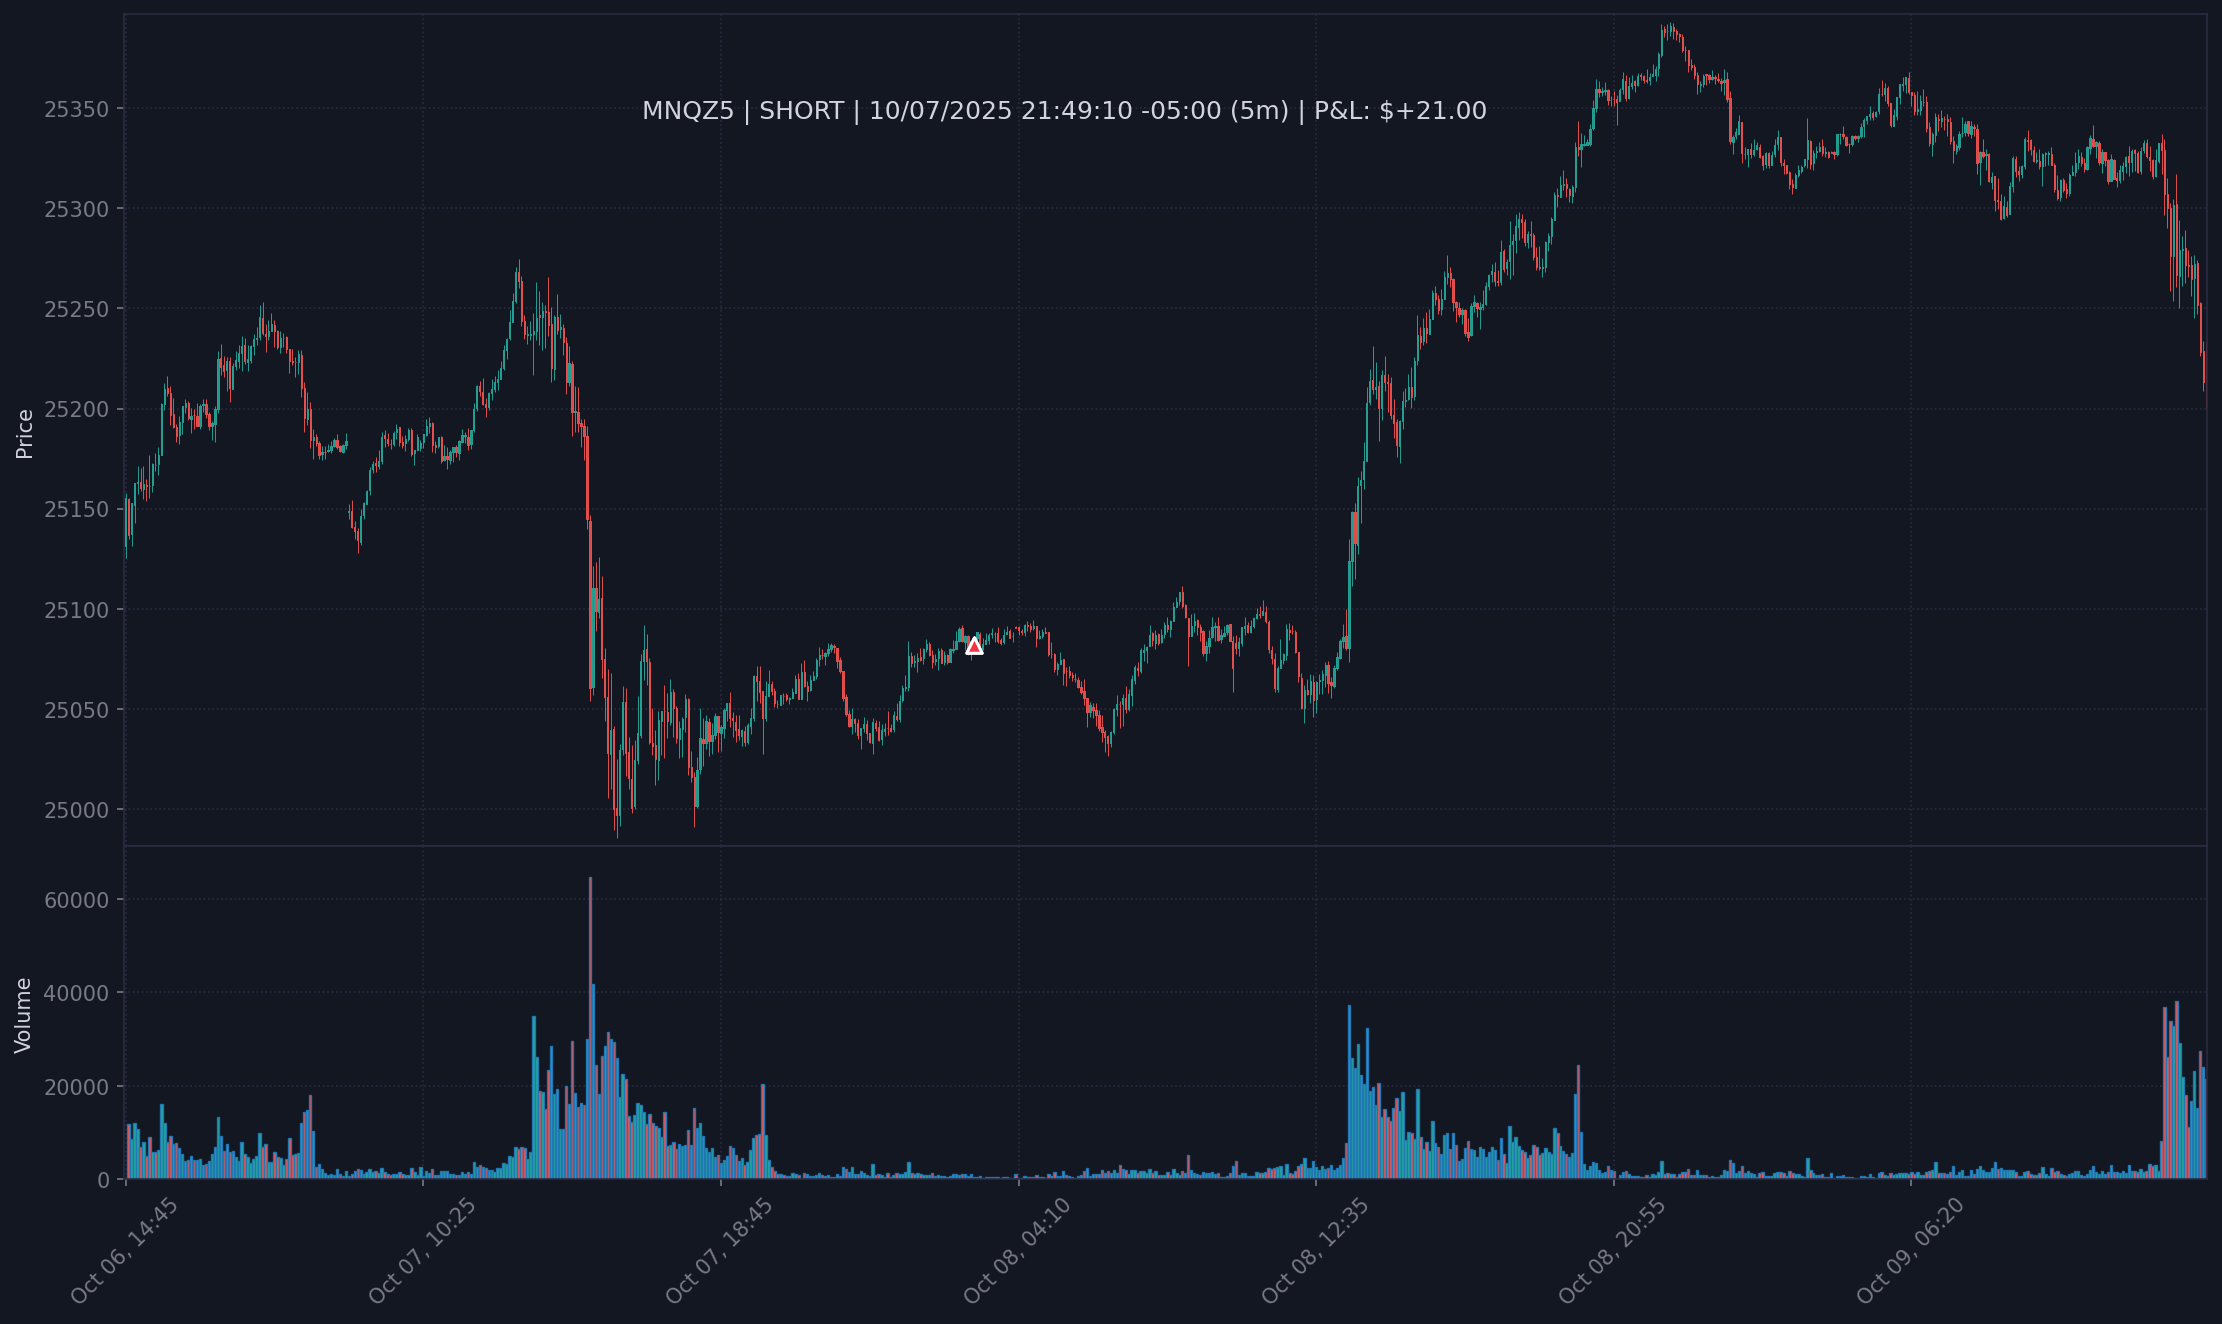 MNQZ5 | SHORT | 10/07/2025 21:49:10 -05:00 (5m) | P&L: $+21.00
Price
25350
25300
25250
25200
25150
25100
25050
25000
Volume
60000
40000
20000
0
Oct 06, 14:45
Oct 07, 10:25
Oct 07, 18:45
Oct 08, 04:10
Oct 08, 12:35
Oct 08, 20:55
Oct 09, 06:20